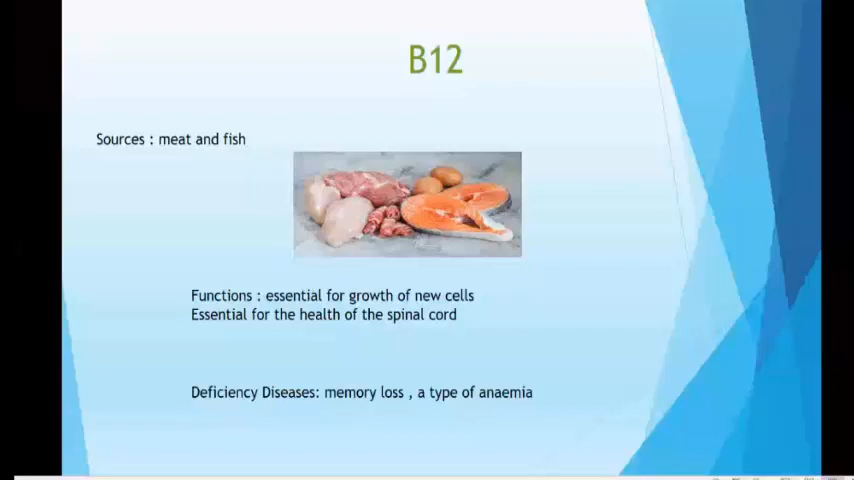 B12
Sources : meat and fish
Functions : essential for growth of new cells
Essential for the health of the spinal cord
Deficiency Diseases: memory loss , a type of anaemia